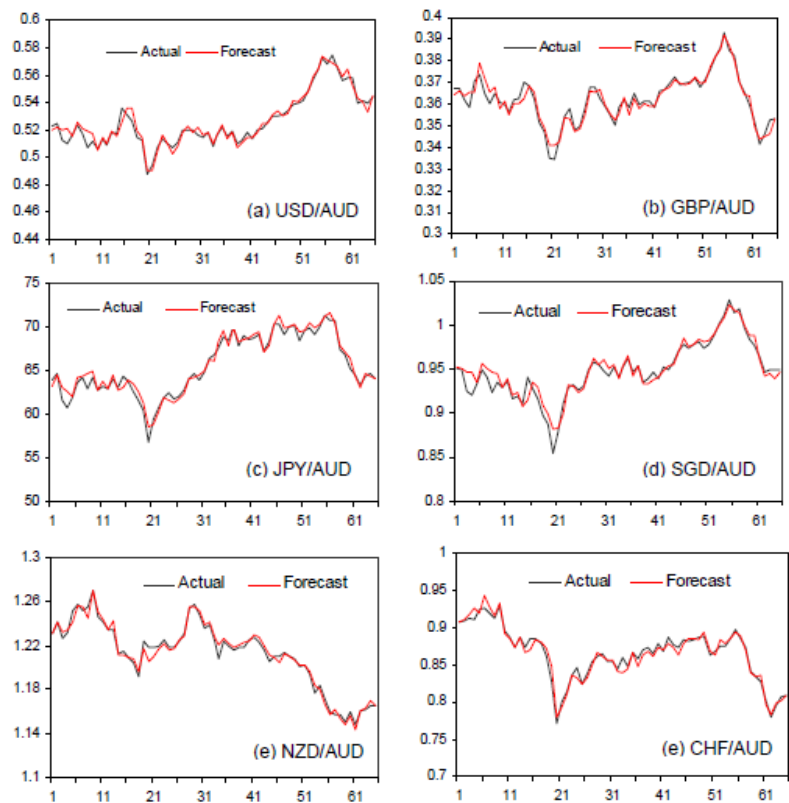 0.6
0.58
0.56
0.54
0.52
0.5
0.48
0.46
0.44
Actual Forecast
(a) USD/AUD
1 11 21 31 41 51 61
0.4
0.39
0.38
0.37
0.36
0.35
0.34
0.33
0.32
0.31
0.3
Actual Forecast
(b) GBP/AUD
1 11 21 31 41 51 61
75
70
65
60
55
50
Actual Forecast
(c) JPY/AUD
1 11 21 31 41 51 61
1.05
1
0.95
0.9
0.85
0.8
Actual Forecast
(d) SGD/AUD
1 11 21 31 41 51 61
1.3
1.26
1.22
1.18
1.14
1.1
Actual Forecast
(e) NZD/AUD
1 11 21 31 41 51 61
1
0.95
0.9
0.85
0.8
0.75
0.7
Actual Forecast
(e) CHF/AUD
1 11 21 31 41 51 61